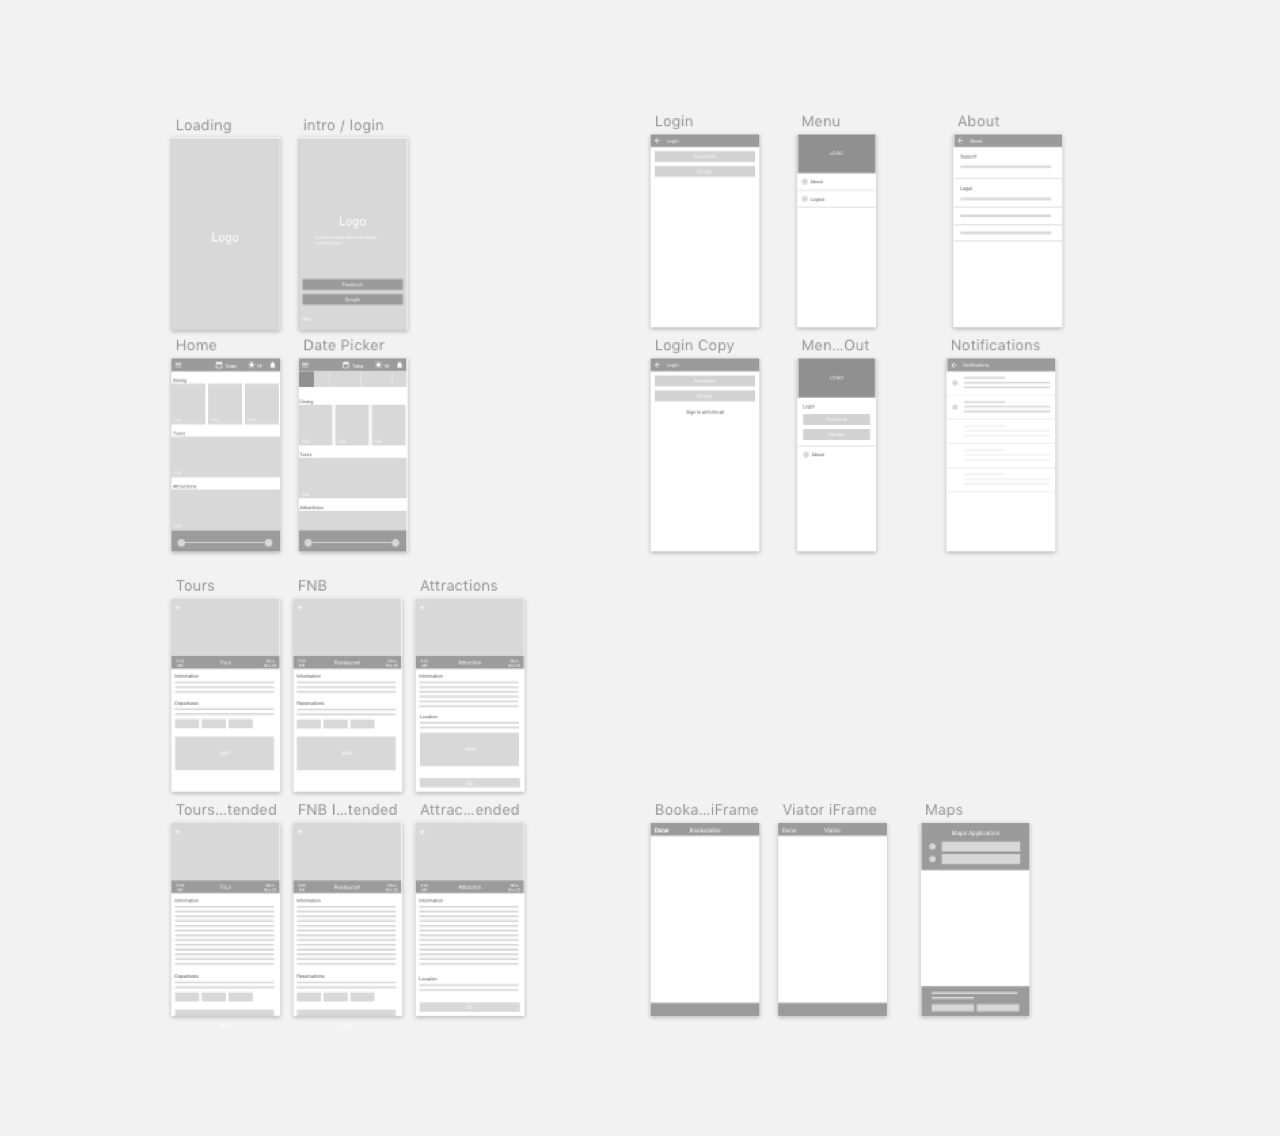 Loading
intro / login
Logo
Logo
Facebook
Google
Login
Login
Facebook
Google
Menu
LOGO
About
Logout
About
About
Support
Legal
Home
Today
Dining
Tours
Attractions
Date Picker
Today
Dining
Tours
Attractions
Login Copy
Login
Facebook
Google
Sign in with Email
Men...Out
LOGO
Login
Facebook
Google
About
Notifications
Notifications
Tours
Tour
Information
Departures
MAP
FNB
Restaurant
Information
Reservations
MAP
Attractions
Attraction
Information
Location
MAP
Tours...tended
Tour
Information
Departures
FNB I...tended
Restaurant
Information
Reservations
Attrac...ended
Attraction
Information
Location
Booka...iFrame
Done
Bookatable
Viator iFrame
Done
Viator
Maps
Maps Application